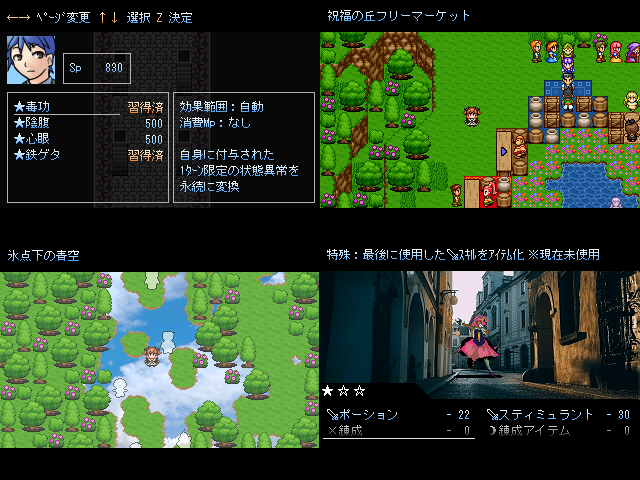 ←→ ﾍﾟｰｼﾞ変更 ↑↓ 選択 Z 決定
Sp 830
★毒功 習得済
★陰腹 500
★心眼 500
★鉄ゲタ 習得済
効果範囲：自動
消費Mp：なし
自身に付与された
1ﾀｰﾝ限定の状態異常を
永続に変換
祝福の丘フリーマーケット
氷点下の青空
特殊：最後に使用したｽｷﾙをｱｲﾃﾑ化 ※現在未使用
★☆☆
ポーション - 22
スティミュラント - 30
×錬成 - 0
錬成アイテム - 0